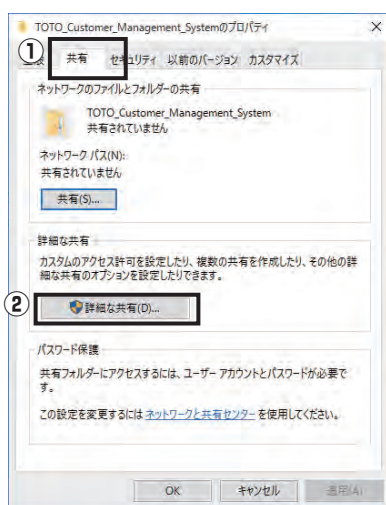 TOTO_Customer_Management_Systemのプロパティ
①
共有 セキュリティ 以前のバージョン カスタマイズ
ネットワークのファイルとフォルダーの共有
TOTO_Customer_Management_System
共有されていません
ネットワーク パス(N):
共有されていません
共有(S)...
詳細な共有
カスタムのアクセス許可を設定したり、複数の共有を作成したり、その他の詳
細な共有のオプションを設定したりできます。
②
詳細な共有(D)...
パスワード保護
共有フォルダーにアクセスするには、ユーザー アカウントとパスワードが必要で
す。
この設定を変更するには ネットワークと共有センター を使用してください。
OK キャンセル 適用(A)